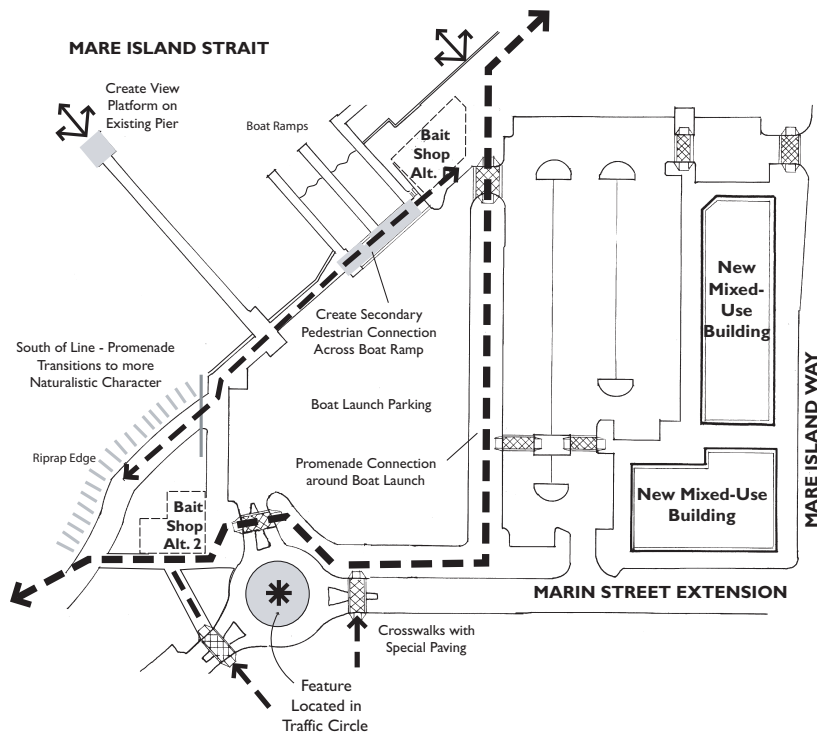 MARE ISLAND STRAIT
Create View
Platform on
Existing Pier
Boat Ramps
Bait
Shop
Alt.
New
Mixed-
Use
Building
Create Secondary
Pedestrian Connection
Across Boat Ramp
South of Line - Promenade
Transitions to more
Naturalistic Character
Boat Launch Parking
MARE ISLAND WAY
Riprap Edge
Promenade Connection
around Boat Launch
New Mixed-Use
Building
Bait
Shop
Alt. 2
MARIN STREET EXTENSION
Crosswalks with
Special Paving
Feature
Located in
Traffic Circle